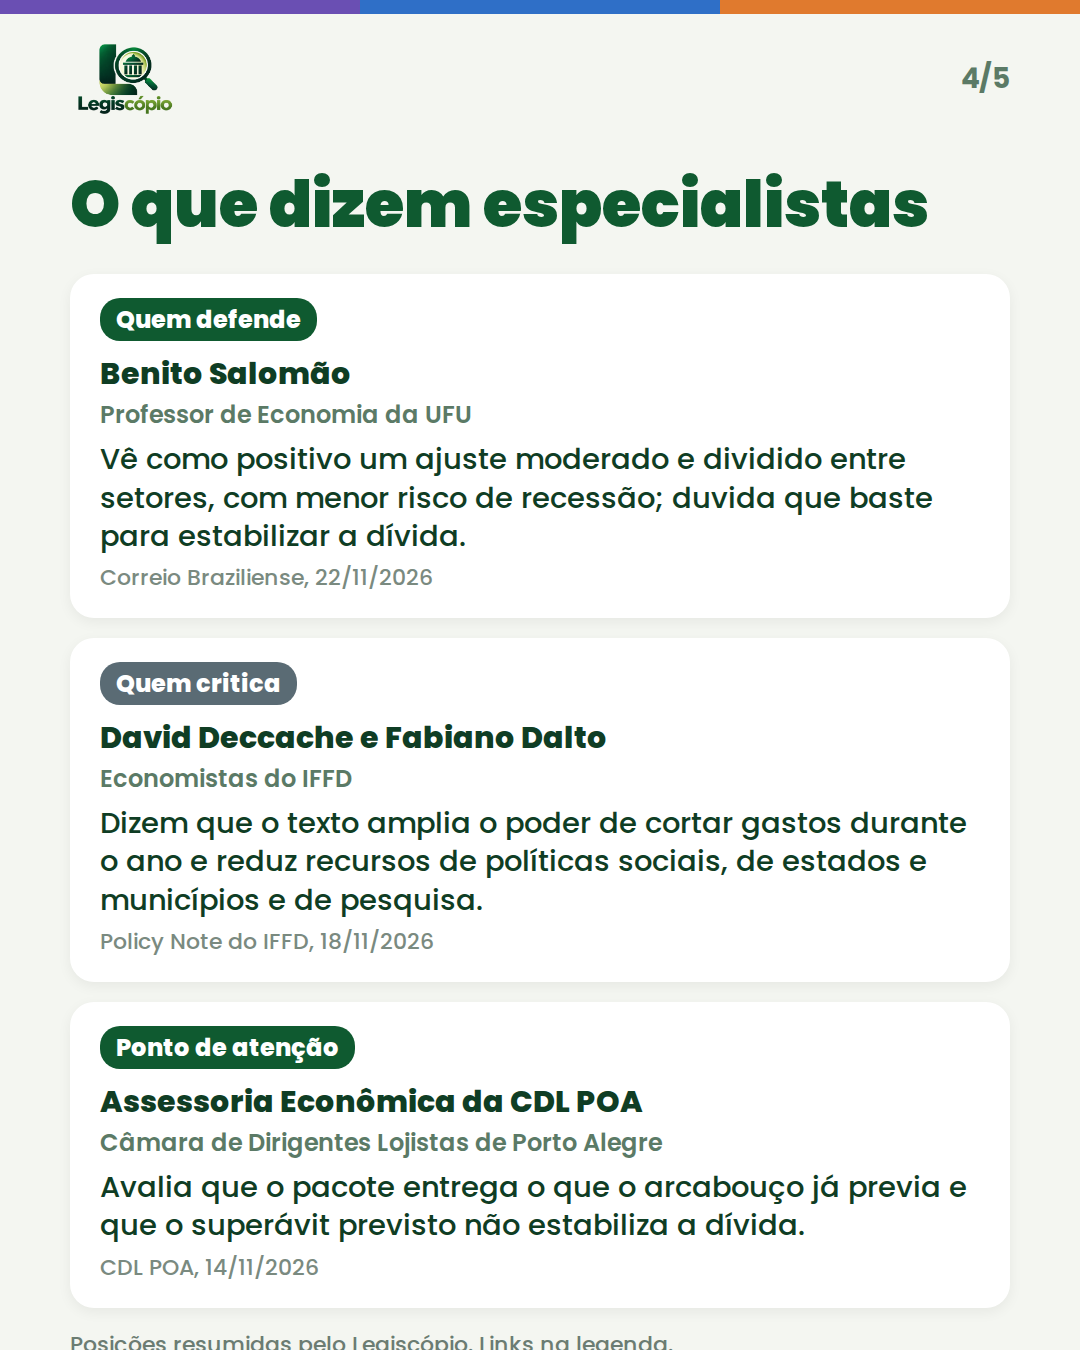 Legiscópio
4/5
O que dizem especialistas
Quem defende
Benito Salomão
Professor de Economia da UFU
Vê como positivo um ajuste moderado e dividido entre
setores, com menor risco de recessão; duvida que baste
para estabilizar a dívida.
Correio Braziliense, 22/11/2026
Quem critica
David Deccache e Fabiano Dalto
Economistas do IFFD
Dizem que o texto amplia o poder de cortar gastos durante
o ano e reduz recursos de políticas sociais, de estados e
municípios e de pesquisa.
Policy Note do IFFD, 18/11/2026
Ponto de atenção
Assessoria Econômica da CDL POA
Câmara de Dirigentes Lojistas de Porto Alegre
Avalia que o pacote entrega o que o arcabouço já previa e
que o superávit previsto não estabiliza a dívida.
CDL POA, 14/11/2026
Posições resumidas pelo Legiscópio. Links na legenda.